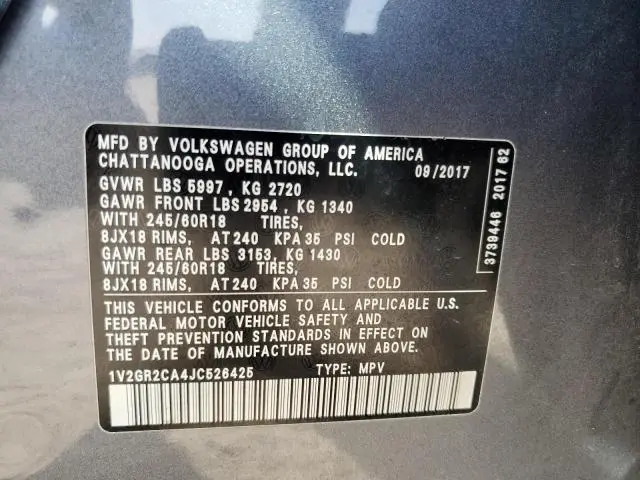 MFD BY VOLKSWAGEN GROUP OF AMERICA
CHATTANOOGA OPERATIONS, LLC. 09/2017
GVWR LBS 5997, KG 2720
GAWR FRONT LBS 2954, KG 1340
WITH 245/60R18 TIRES,
8JX18 RIMS, AT 240 KPA 35 PSI COLD
GAWR REAR LBS 3153, KG 1430
WITH 245/60R18 TIRES,
8JX18 RIMS, AT 240 KPA 35 PSI COLD
THIS VEHICLE CONFORMS TO ALL APPLICABLE U.S.
FEDERAL MOTOR VEHICLE SAFETY AND
THEFT PREVENTION STANDARDS IN EFFECT ON
THE DATE OF MANUFACTURE SHOWN ABOVE.
1V2GR2CA4JC526425 TYPE: MPV
3739446 2017 62